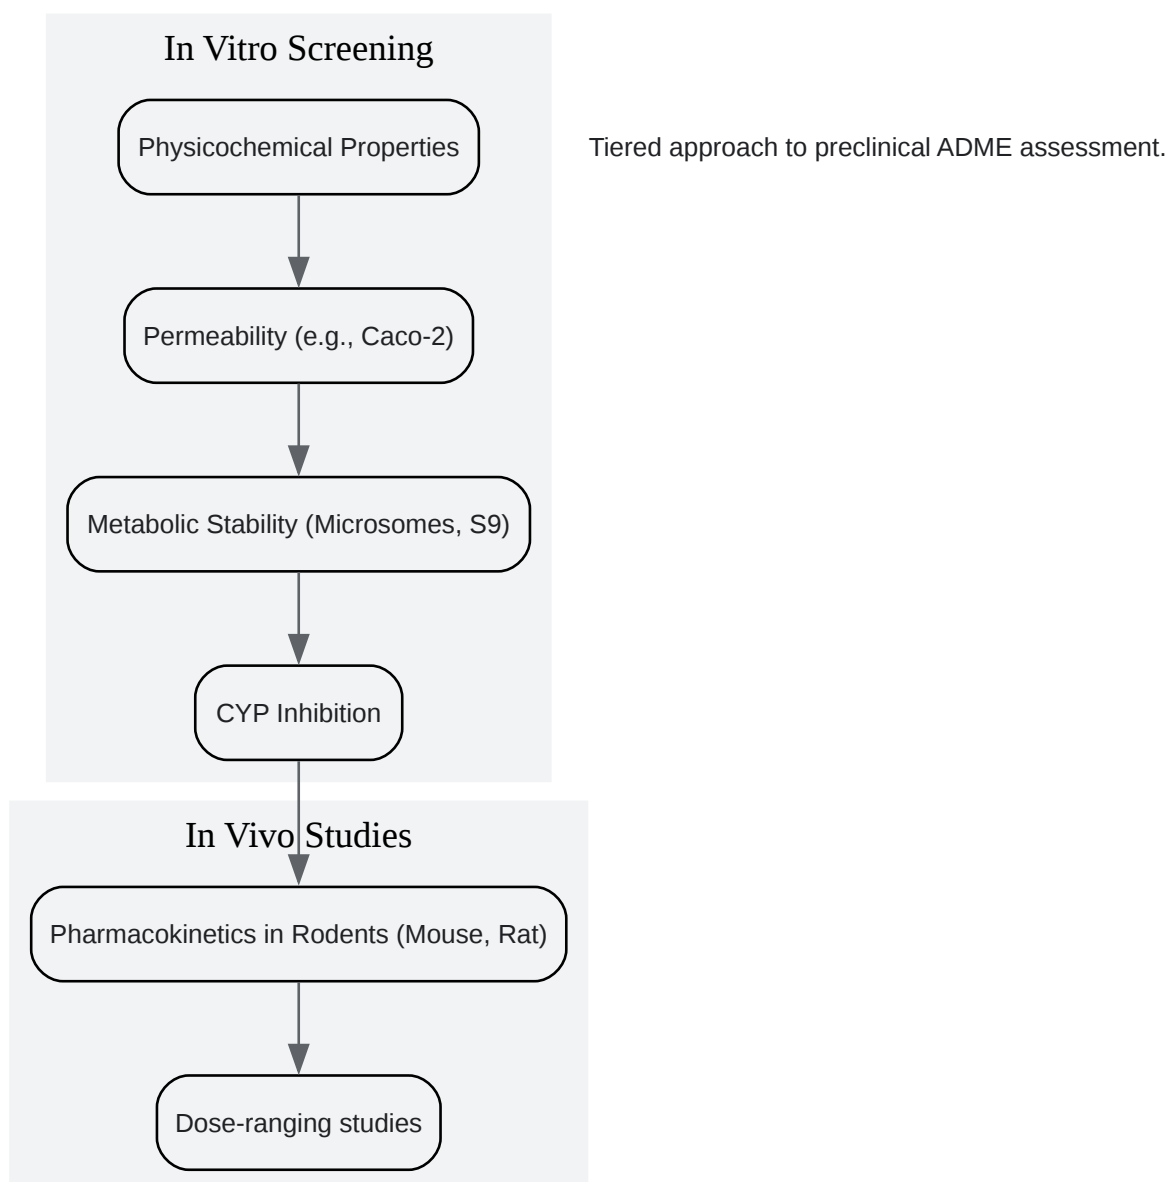 In Vitro Screening
Physicochemical Properties
Tiered approach to preclinical ADME assessment.
Permeability (e.g., Caco-2)
Metabolic Stability (Microsomes, S9)
CYP Inhibition
In Vivo Studies
Pharmacokinetics in Rodents (Mouse, Rat)
Dose-ranging studies